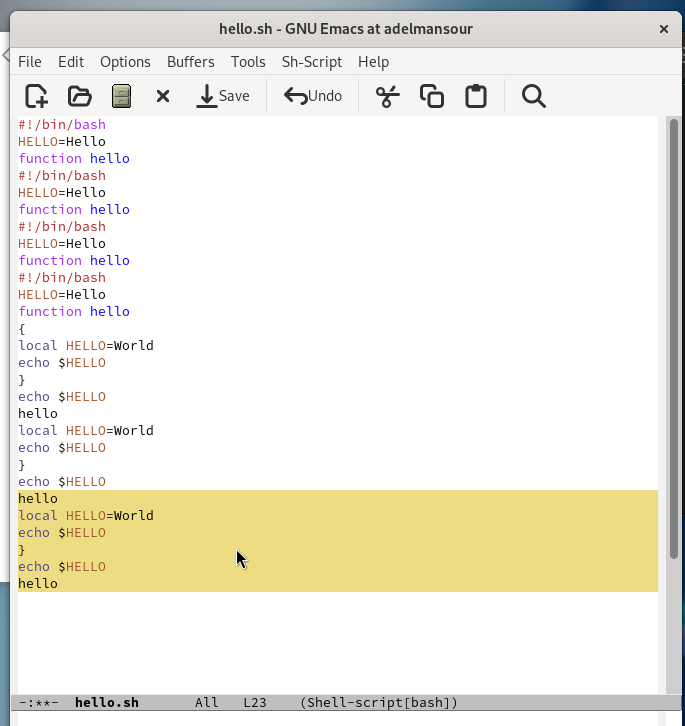 hello.sh - GNU Emacs at adelmansour
File Edit Options Buffers Tools Sh-Script Help
Save Undo
#!/bin/bash
HELLO=Hello
function hello
#!/bin/bash
HELLO=Hello
function hello
#!/bin/bash
HELLO=Hello
function hello
#!/bin/bash
HELLO=Hello
function hello
{
local HELLO=World
echo $HELLO
}
echo $HELLO
hello
local HELLO=World
echo $HELLO
}
echo $HELLO
hello
local HELLO=World
echo $HELLO
}
echo $HELLO
hello
-:**- hello.sh All L23 (Shell-script[bash])